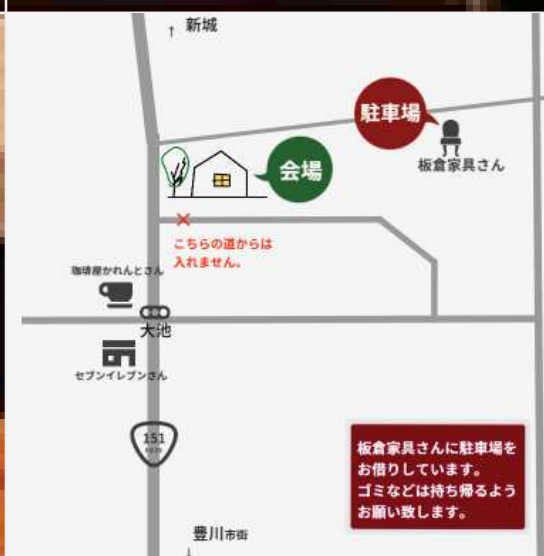 ↑ 新城
駐車場
板倉家具さん
会場
こちらの道からは
入れません。
珈琲屋かれんとさん
大池
セブンイレブンさん
151
板倉家具さんに駐車場を
お借りしています。
ゴミなどは持ち帰るよう
お願い致します。
豊川市街
↓